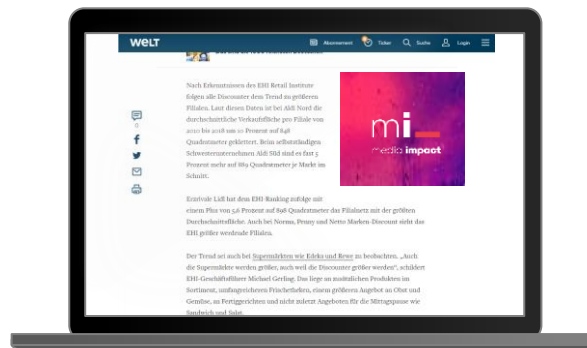 WELT
Abonnement Ticker Suche Login
Nach Erkenntnissen des EHI Retail Institute
folgen alle Discounter dem Trend zu größeren
Filialen. Laut diesen Daten ist bei Aldi Nord die
durchschnittliche Verkaufsfläche pro Filiale von
2010 bis 2018 um 10 Prozent auf 848
Quadratmeter geklettert. Beim selbstständigen
Schwesterunternehmen Aldi Süd sind es fast 5
Prozent mehr auf 889 Quadratmeter je Markt im
Schnitt.
mi_
media impact
Erzrivale Lidl hat dem EHI-Ranking zufolge mit
einem Plus von 5,6 Prozent auf 898 Quadratmeter das Filialnetz mit der größten
Durchschnittsfläche. Auch bei Norma, Penny und Netto Marken-Discount sieht das
EHI größer werdende Filialen.
Der Trend sei auch bei Supermärkten wie Edeka und Rewe zu beobachten. „Auch
die Supermärkte werden größer, auch weil die Discounter größer werden“, schildert
EHI-Geschäftsführer Michael Gerling. Das liege an zusätzlichen Produkten im
Sortiment, umfangreicheren Frischetheken, einem größeren Angebot an Obst und
Gemüse, an Fertiggerichten und nicht zuletzt Angeboten für die Mittagspause wie
Sandwich und Salat.